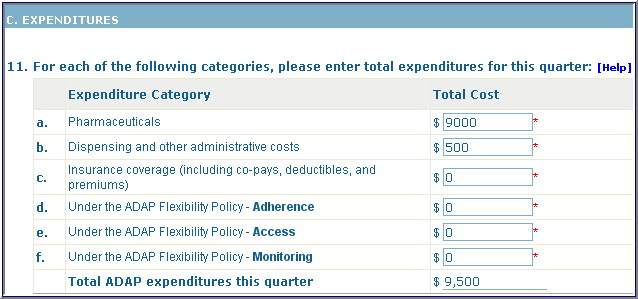 C. EXPENDITURES
11. For each of the following categories, please enter total expenditures for this quarter: [Help]
Expenditure Category Total Cost
a. Pharmaceuticals $ 9000 *
b. Dispensing and other administrative costs $ 500 *
c. Insurance coverage (including co-pays, deductibles, and premiums) $ 0 *
d. Under the ADAP Flexibility Policy - Adherence $ 0 *
e. Under the ADAP Flexibility Policy - Access $ 0 *
f. Under the ADAP Flexibility Policy - Monitoring $ 0 *
Total ADAP expenditures this quarter $ 9,500